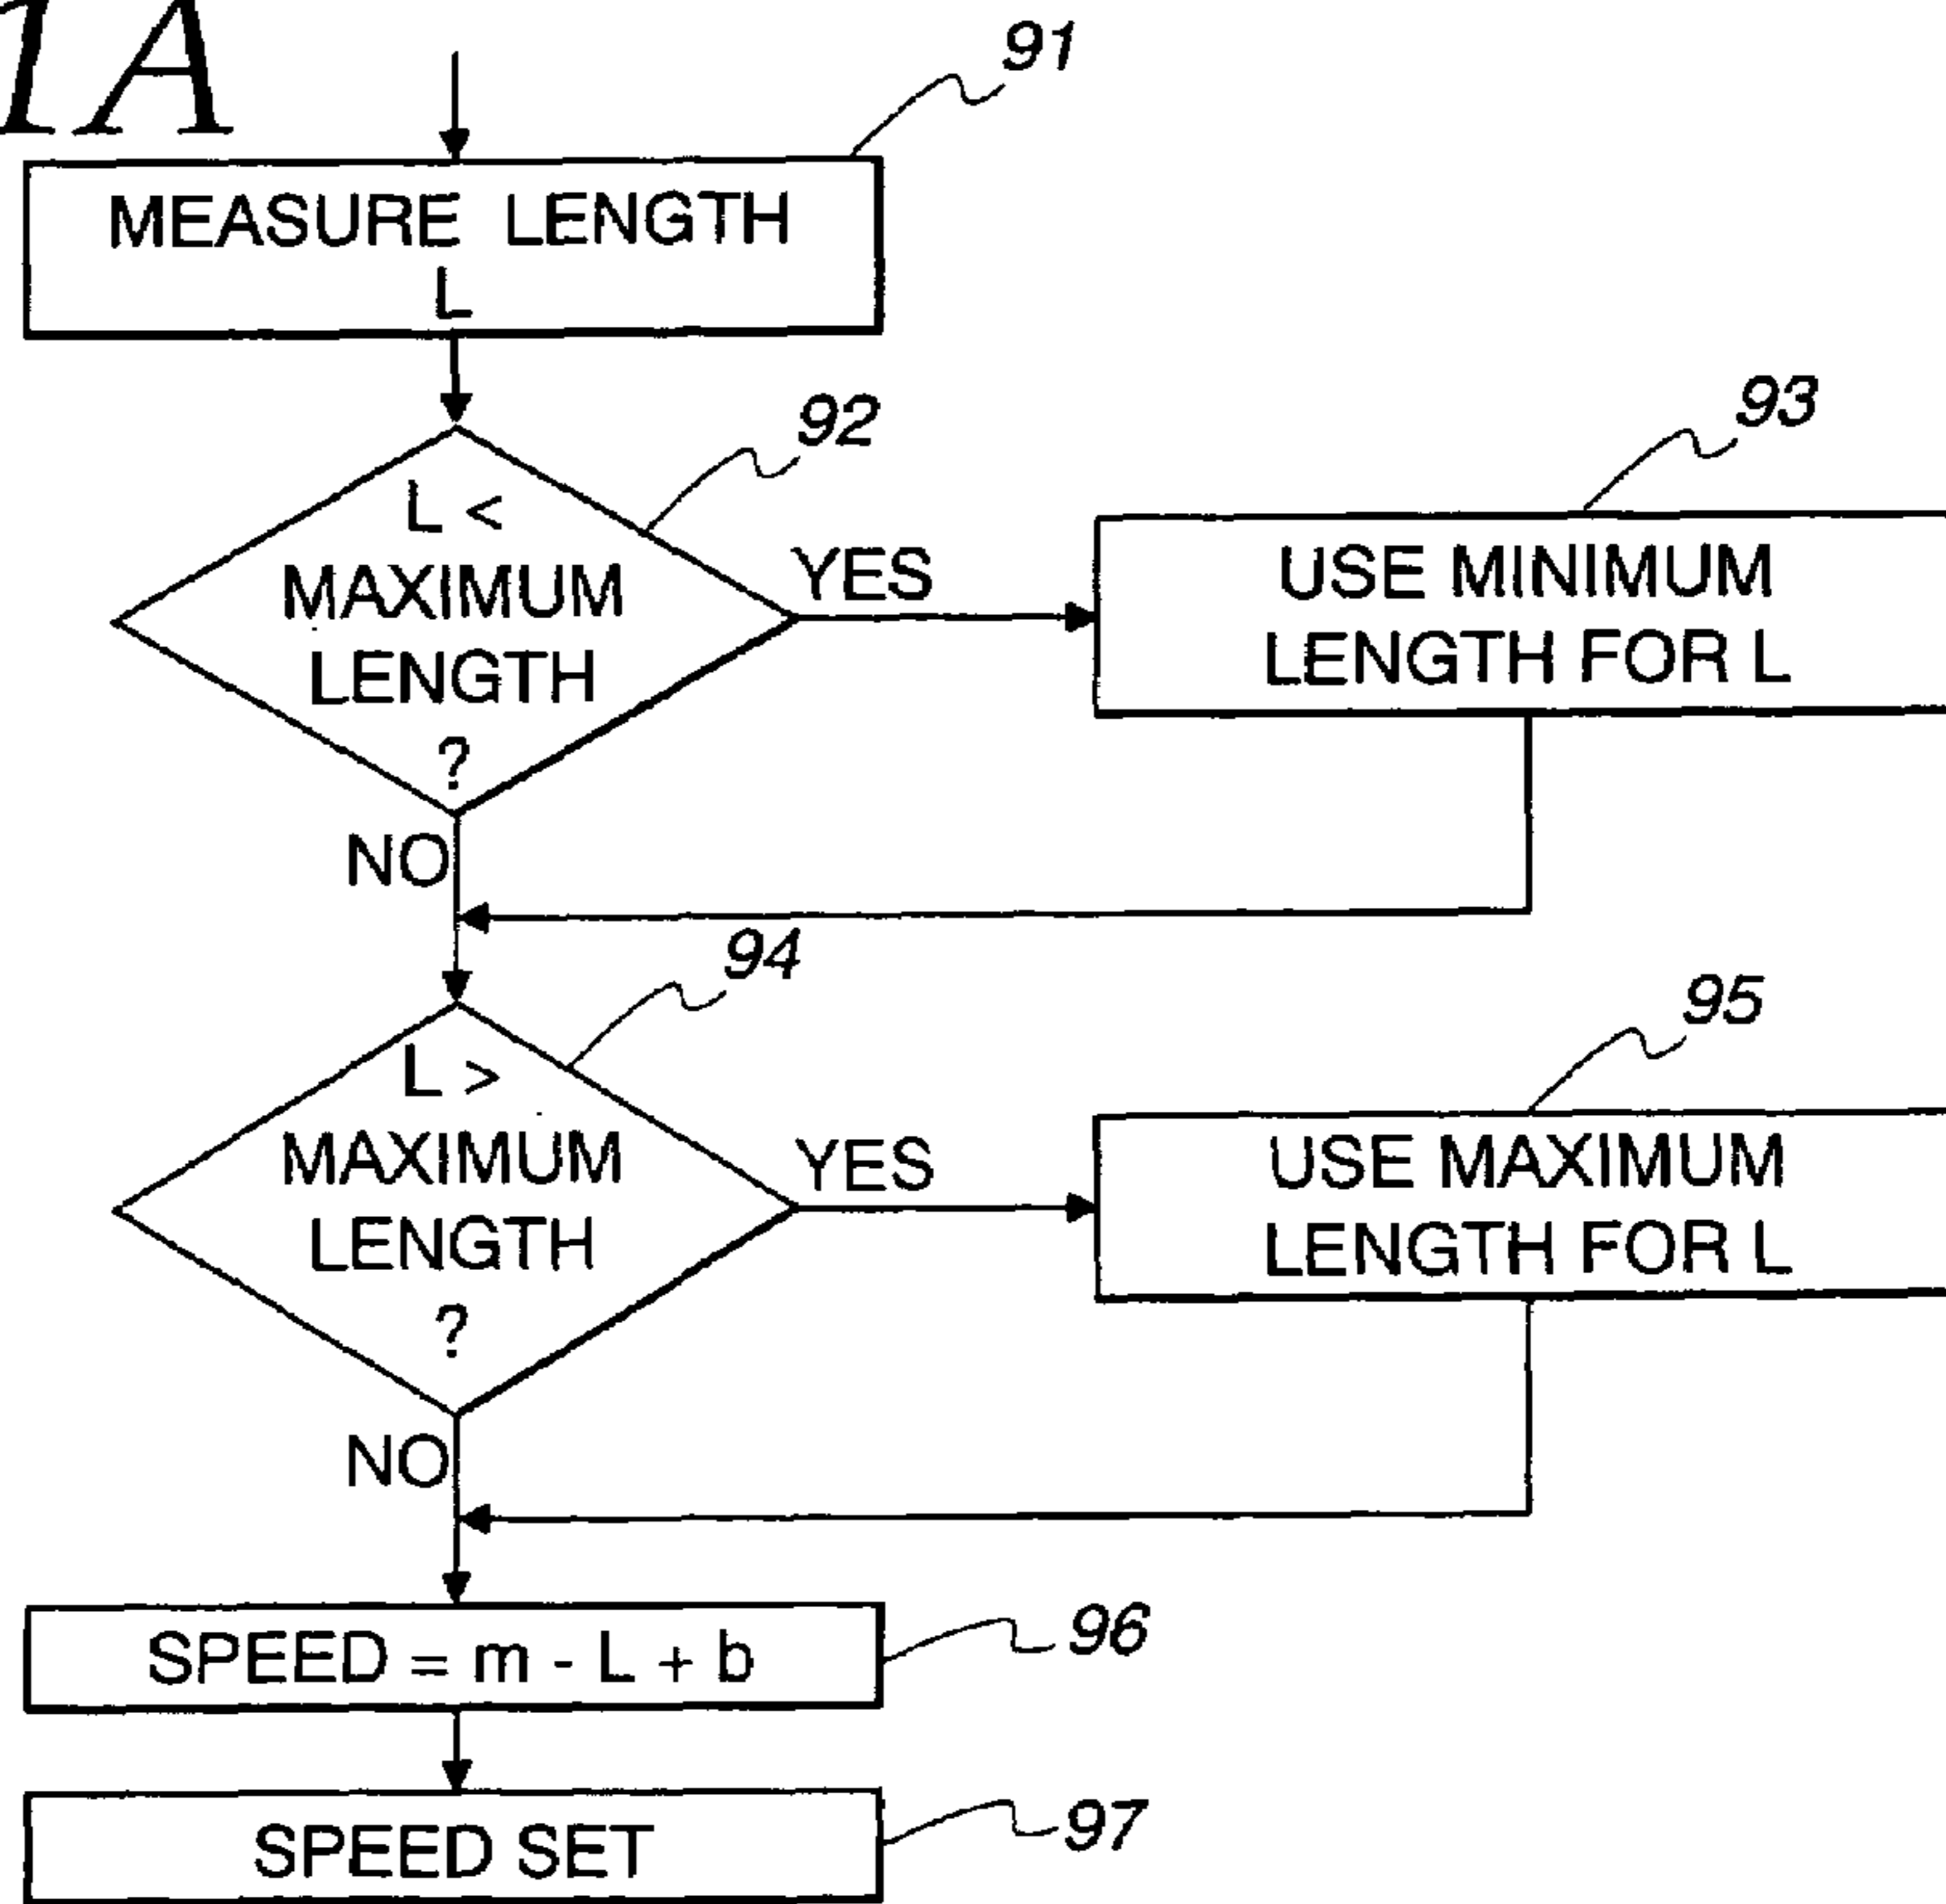 1A
91
MEASURE LENGTH
L
92
L <
MAXIMUM
LENGTH
?
YES
NO
93
USE MINIMUM
LENGTH FOR L
94
L >
MAXIMUM
LENGTH
?
YES
NO
95
USE MAXIMUM
LENGTH FOR L
SPEED = m - L + b
96
SPEED SET
97